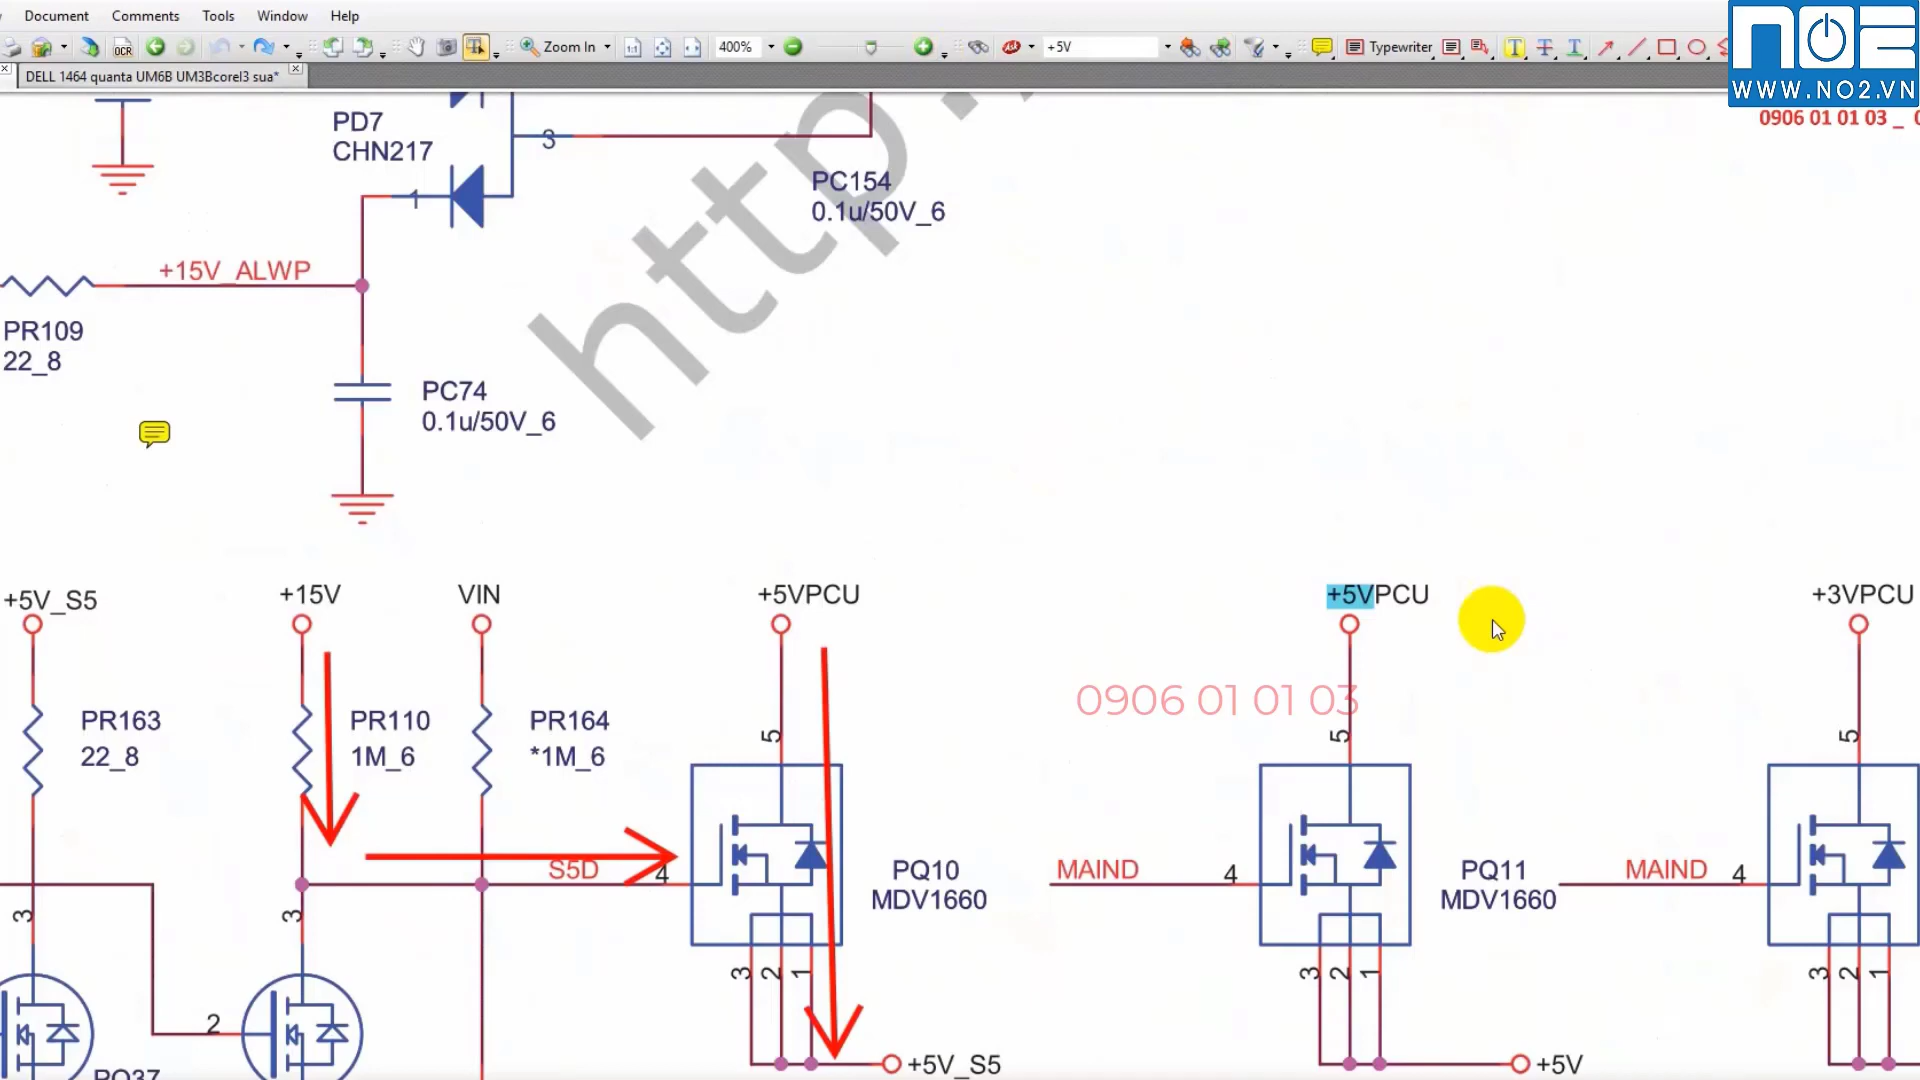 Document Comments Tools Window Help
OCR Zoom In 400% +5V Typewriter
DELL 1464 quanta UM6B UM3Bcorel3 sua*
NO2
WWW.NO2.VN
0906 01 01 03 _
PD7
CHN217
3
1
PC154
0.1u/50V_6
http:
+15V_ALWP
PR109
22_8
PC74
0.1u/50V_6
+5V_S5 +15V VIN +5VPCU +5VPCU +3VPCU
0906 01 01 03
PR163
22_8
PR110
1M_6
PR164
*1M_6
5 5 5
S5D 4
PQ10
MDV1660
MAIND 4
PQ11
MDV1660
MAIND 4
3 3
3 2 1 3 2 1 3 2 1
2
PQ37
+5V_S5 +5V